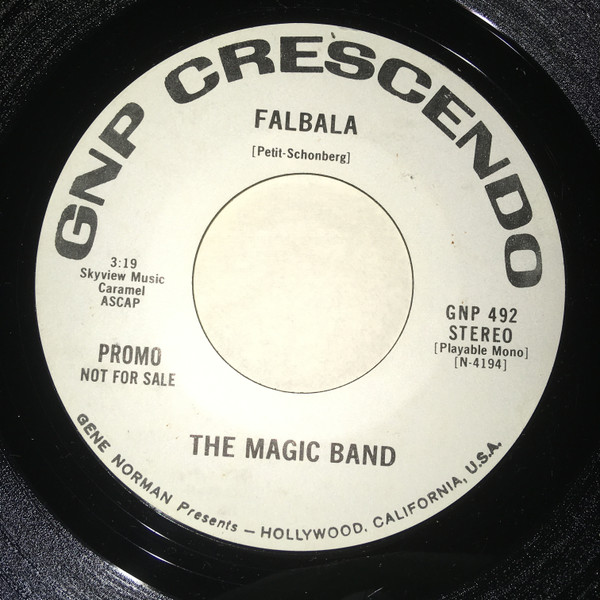 GNP CRESCENDO
FALBALA
[Petit-Schonberg]
3:19
Skyview Music
Caramel
ASCAP
PROMO
NOT FOR SALE
GNP 492
STEREO
[Playable Mono]
[N-4194]
THE MAGIC BAND
GENE NORMAN Presents — HOLLYWOOD, CALIFORNIA, U.S.A.